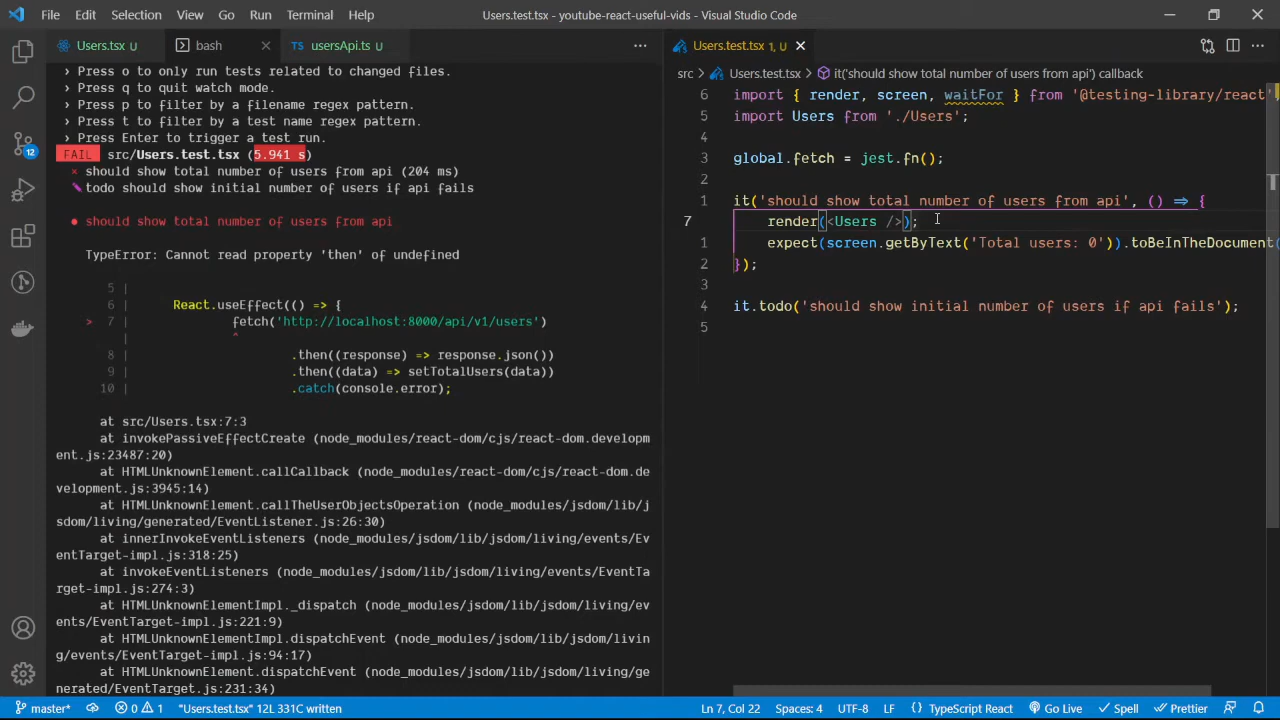 File Edit Selection View Go Run Terminal Help Users.test.tsx - youtube-react-useful-vids - Visual Studio Code
Users.tsx U bash usersApi.ts U
› Press o to only run tests related to changed files.
› Press q to quit watch mode.
› Press p to filter by a filename regex pattern.
› Press t to filter by a test name regex pattern.
› Press Enter to trigger a test run.
FAIL src/Users.test.tsx (5.941 s)
× should show total number of users from api (204 ms)
✎ todo should show initial number of users if api fails
● should show total number of users from api
TypeError: Cannot read property 'then' of undefined
5 |
6 | React.useEffect(() => {
> 7 | fetch('http://localhost:8000/api/v1/users')
| ^
8 | .then((response) => response.json())
9 | .then((data) => setTotalUsers(data))
10 | .catch(console.error);
at src/Users.tsx:7:3
at invokePassiveEffectCreate (node_modules/react-dom/cjs/react-dom.developm
ent.js:23487:20)
at HTMLUnknownElement.callCallback (node_modules/react-dom/cjs/react-dom.de
velopment.js:3945:14)
at HTMLUnknownElement.callTheUserObjectsOperation (node_modules/jsdom/lib/j
sdom/living/generated/EventListener.js:26:30)
at innerInvokeEventListeners (node_modules/jsdom/lib/jsdom/living/events/Ev
entTarget-impl.js:318:25)
at invokeEventListeners (node_modules/jsdom/lib/jsdom/living/events/EventTa
rget-impl.js:274:3)
at HTMLUnknownElementImpl._dispatch (node_modules/jsdom/lib/jsdom/living/ev
ents/EventTarget-impl.js:221:9)
at HTMLUnknownElementImpl.dispatchEvent (node_modules/jsdom/lib/jsdom/livin
g/events/EventTarget-impl.js:94:17)
at HTMLUnknownElement.dispatchEvent (node_modules/jsdom/lib/jsdom/living/ge
nerated/EventTarget.js:231:34)
Users.test.tsx 1, U
src > Users.test.tsx > it('should show total number of users from api') callback
6 import { render, screen, waitFor } from '@testing-library/react'
5 import Users from './Users';
4
3 global.fetch = jest.fn();
2
1 it('should show total number of users from api', () => {
7 render(<Users />);
1 expect(screen.getByText('Total users: 0')).toBeInTheDocument(
2 });
3
4 it.todo('should show initial number of users if api fails');
5
12
master* 0 1 "Users.test.tsx" 12L 331C written Ln 7, Col 22 Spaces: 4 UTF-8 LF TypeScript React Go Live Spell Prettier